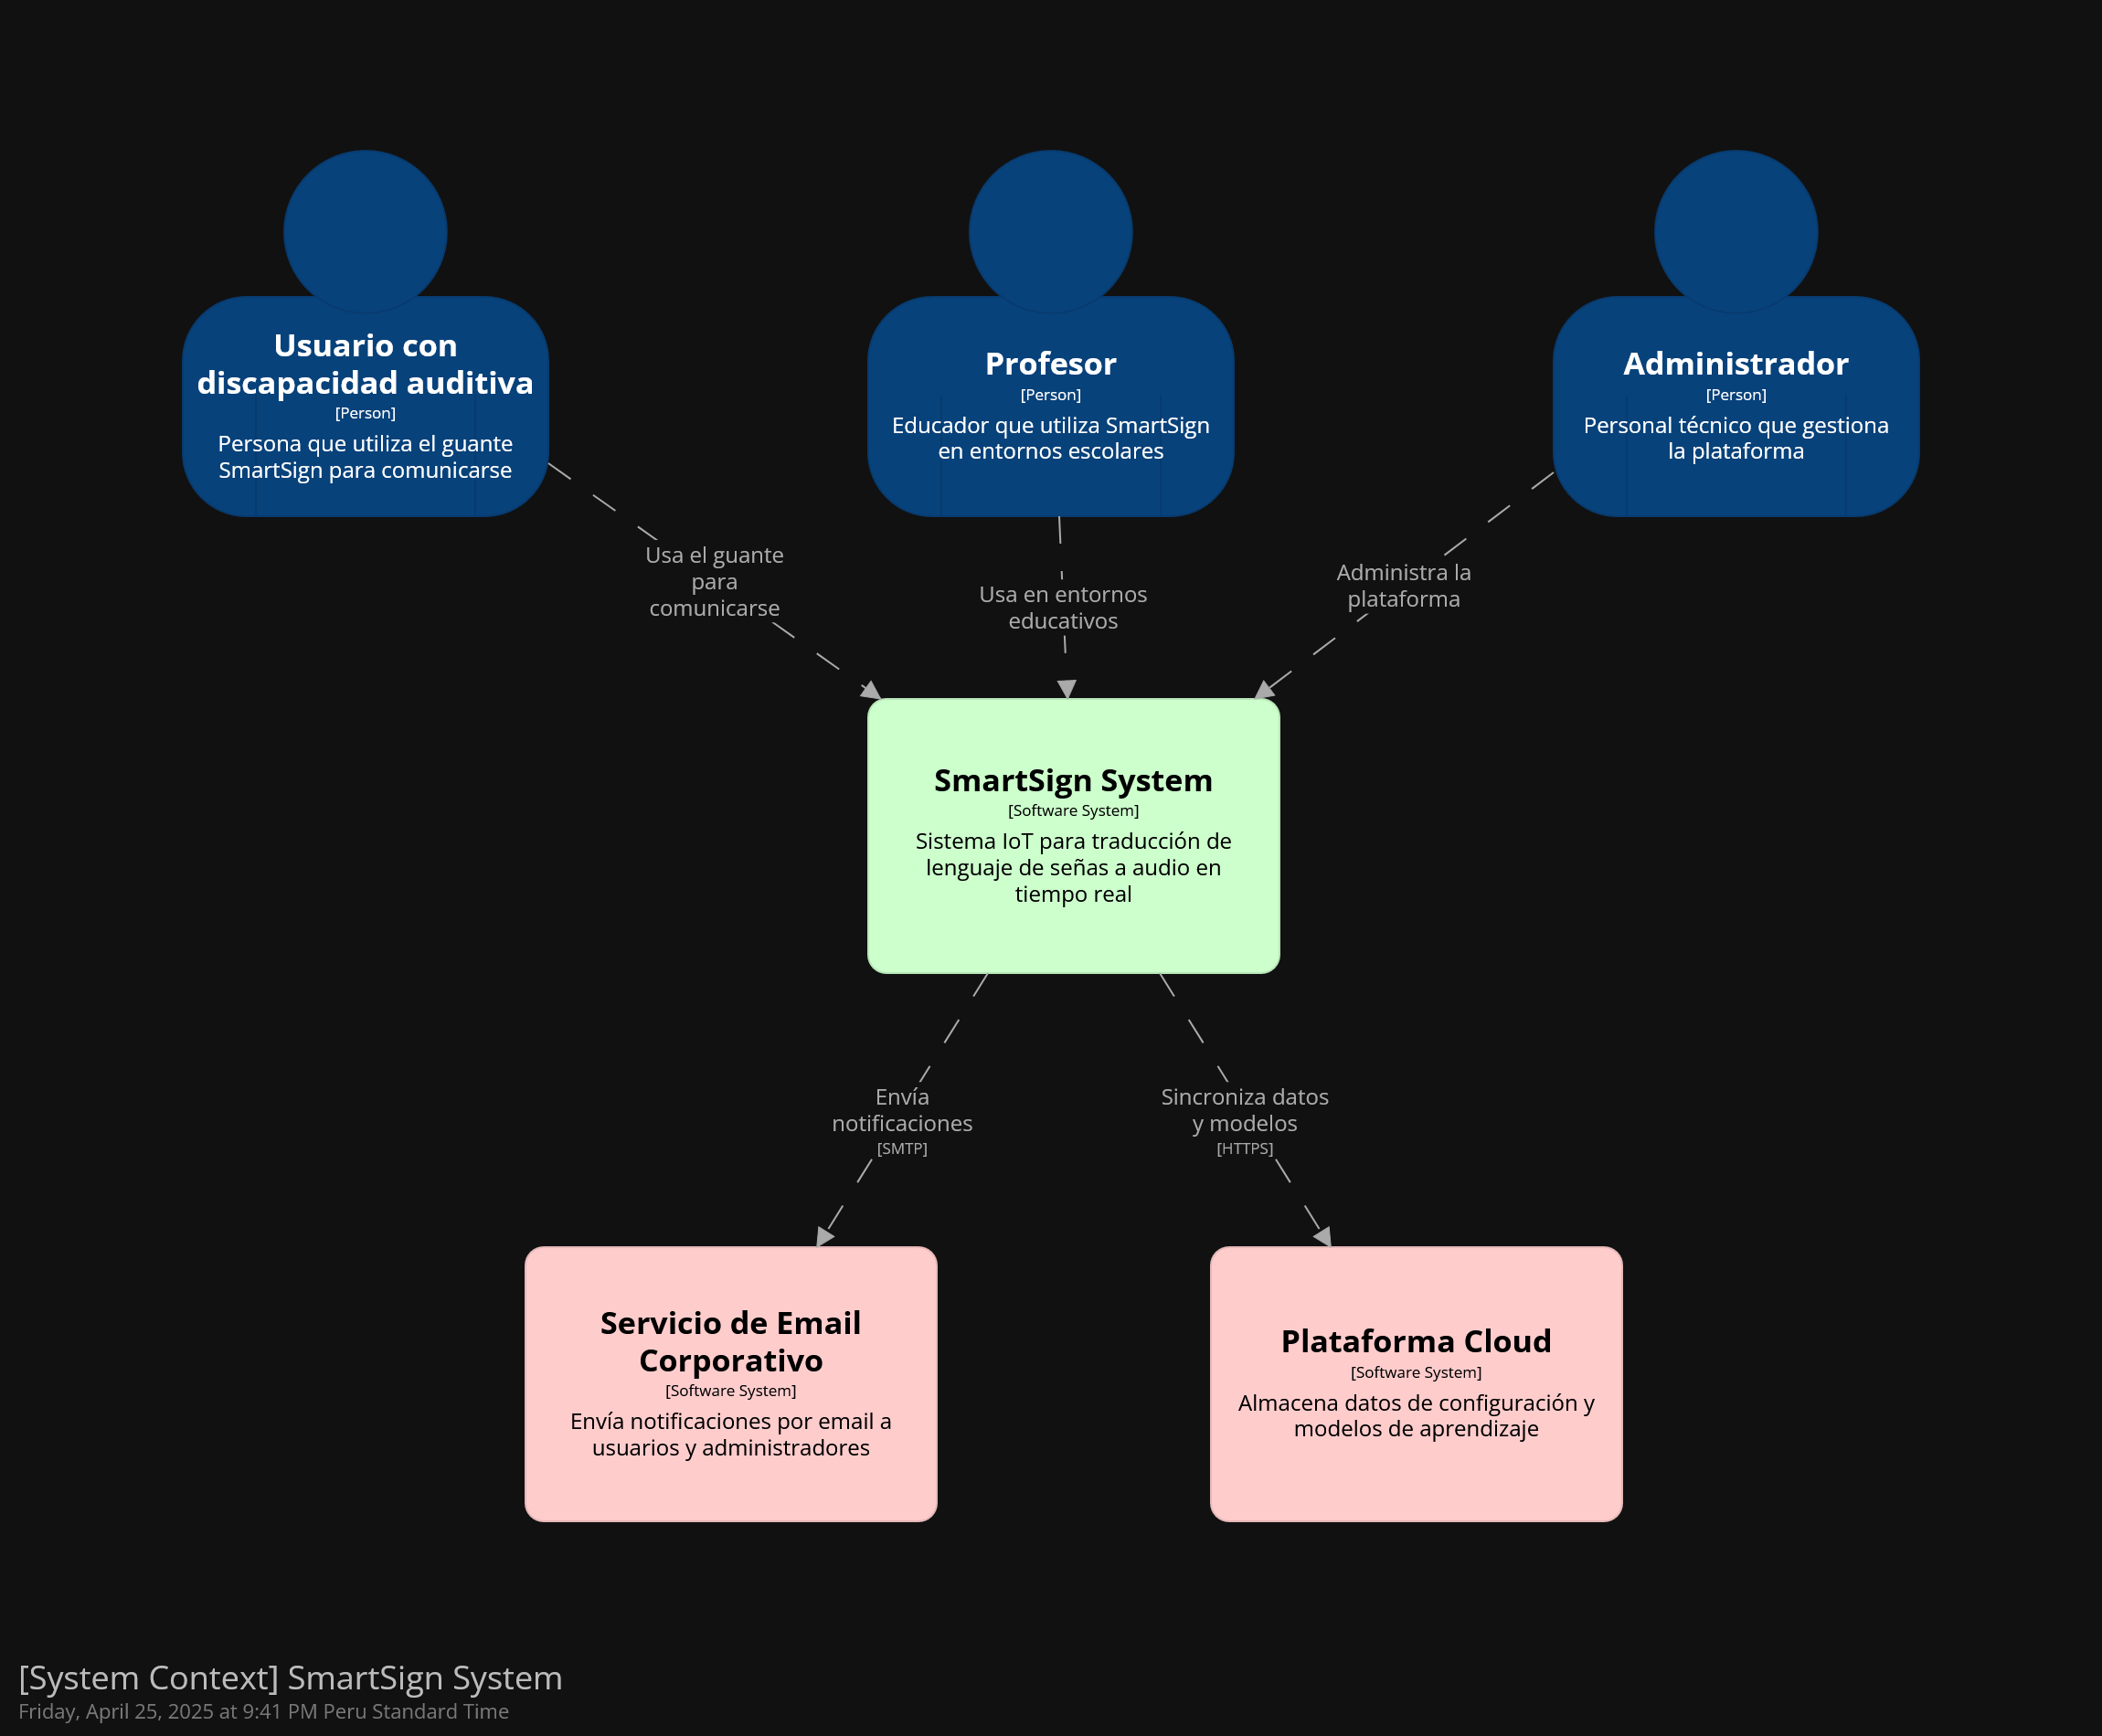 Usuario con
discapacidad auditiva
[Person]
Persona que utiliza el guante
SmartSign para comunicarse
Profesor
[Person]
Educador que utiliza SmartSign
en entornos escolares
Administrador
[Person]
Personal técnico que gestiona
la plataforma
Usa el guante
para
comunicarse
Usa en entornos
educativos
Administra la
plataforma
SmartSign System
[Software System]
Sistema IoT para traducción de
lenguaje de señas a audio en
tiempo real
Envía
notificaciones
[SMTP]
Sincroniza datos
y modelos
[HTTPS]
Servicio de Email
Corporativo
[Software System]
Envía notificaciones por email a
usuarios y administradores
Plataforma Cloud
[Software System]
Almacena datos de configuración y
modelos de aprendizaje
[System Context] SmartSign System
Friday, April 25, 2025 at 9:41 PM Peru Standard Time